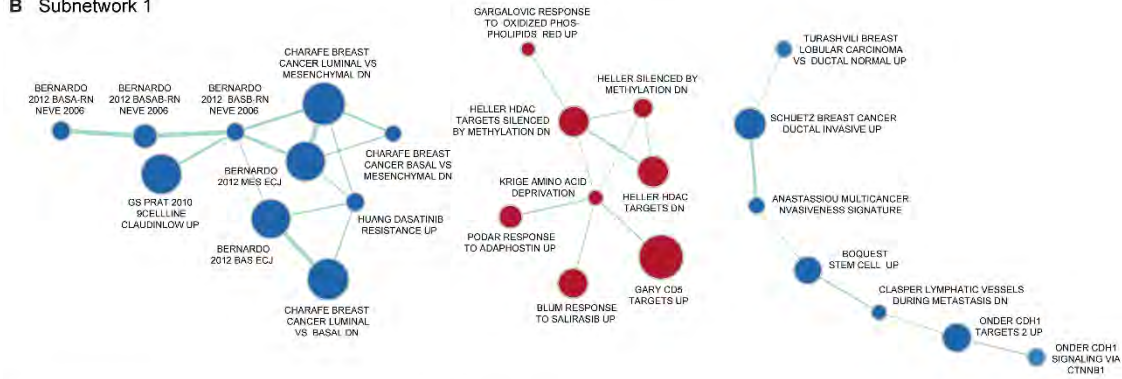 B Subnetwork 1
BERNARDO
2012 BASA-RN
NEVE 2006
BERNARDO
2012 BASAB-RN
NEVE 2006
BERNARDO
2012 BASB-RN
NEVE 2006
CHARAFE BREAST
CANCER LUMINAL VS
MESENCHYMAL DN
CHARAFE BREAST
CANCER BASAL VS
MESENCHYMAL DN
GS PRAT 2010
9CELLLINE
CLAUDINLOW UP
BERNARDO
2012 MES ECJ
HUANG DASATINIB
RESISTANCE UP
BERNARDO
2012 BAS ECJ
CHARAFE BREAST
CANCER LUMINAL
VS BASAL DN
GARGALOVIC RESPONSE
TO OXIDIZED PHOS-
PHOLIPIDS RED UP
HELLER SILENCED BY
METHYLATION DN
HELLER HDAC
TARGETS SILENCED
BY METHYLATION DN
KRIGE AMINO ACID
DEPRIVATION
HELLER HDAC
TARGETS DN
PODAR RESPONSE
TO ADAPHOSTIN UP
BLUM RESPONSE
TO SALIRASIB UP
GARY CD5
TARGETS UP
TURASHVILI BREAST
LOBULAR CARCINOMA
VS DUCTAL NORMAL UP
SCHUETZ BREAST CANCER
DUCTAL INVASIVE UP
ANASTASSIOU MULTICANCER
NVASIVENESS SIGNATURE
BOQUEST
STEM CELL UP
CLASPER LYMPHATIC VESSELS
DURING METASTASIS DN
ONDER CDH1
TARGETS 2 UP
ONDER CDH1
SIGNALING VIA
CTNNB1